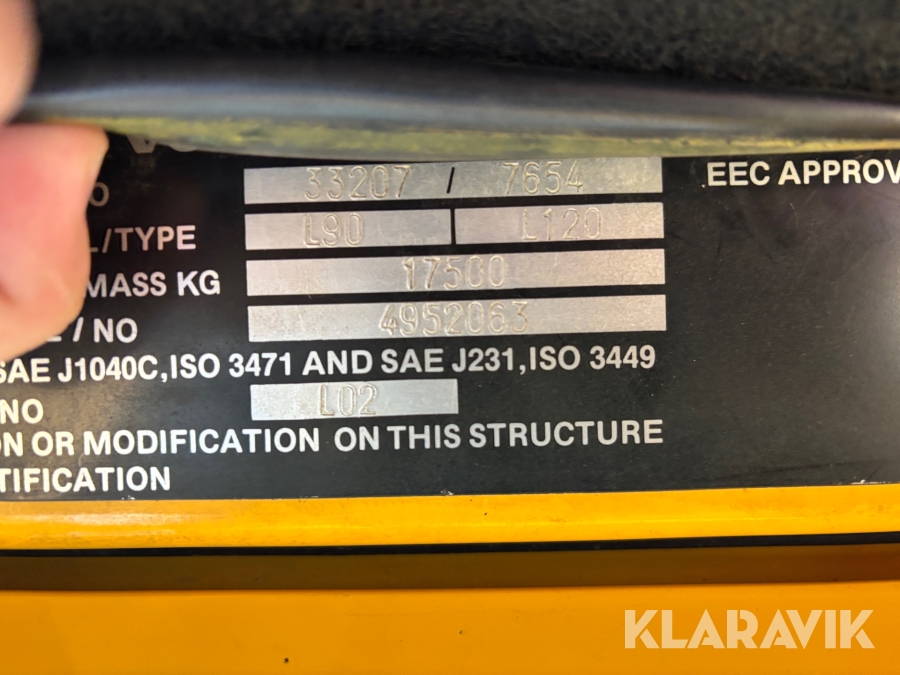 O 33207 / 7654 EEC APPROV
L/TYPE L90 L120
MASS KG 17500
/ NO 4952063
SAE J1040C, ISO 3471 AND SAE J231, ISO 3449
NO L02
ON OR MODIFICATION ON THIS STRUCTURE
TIFICATION
KLARAVIK